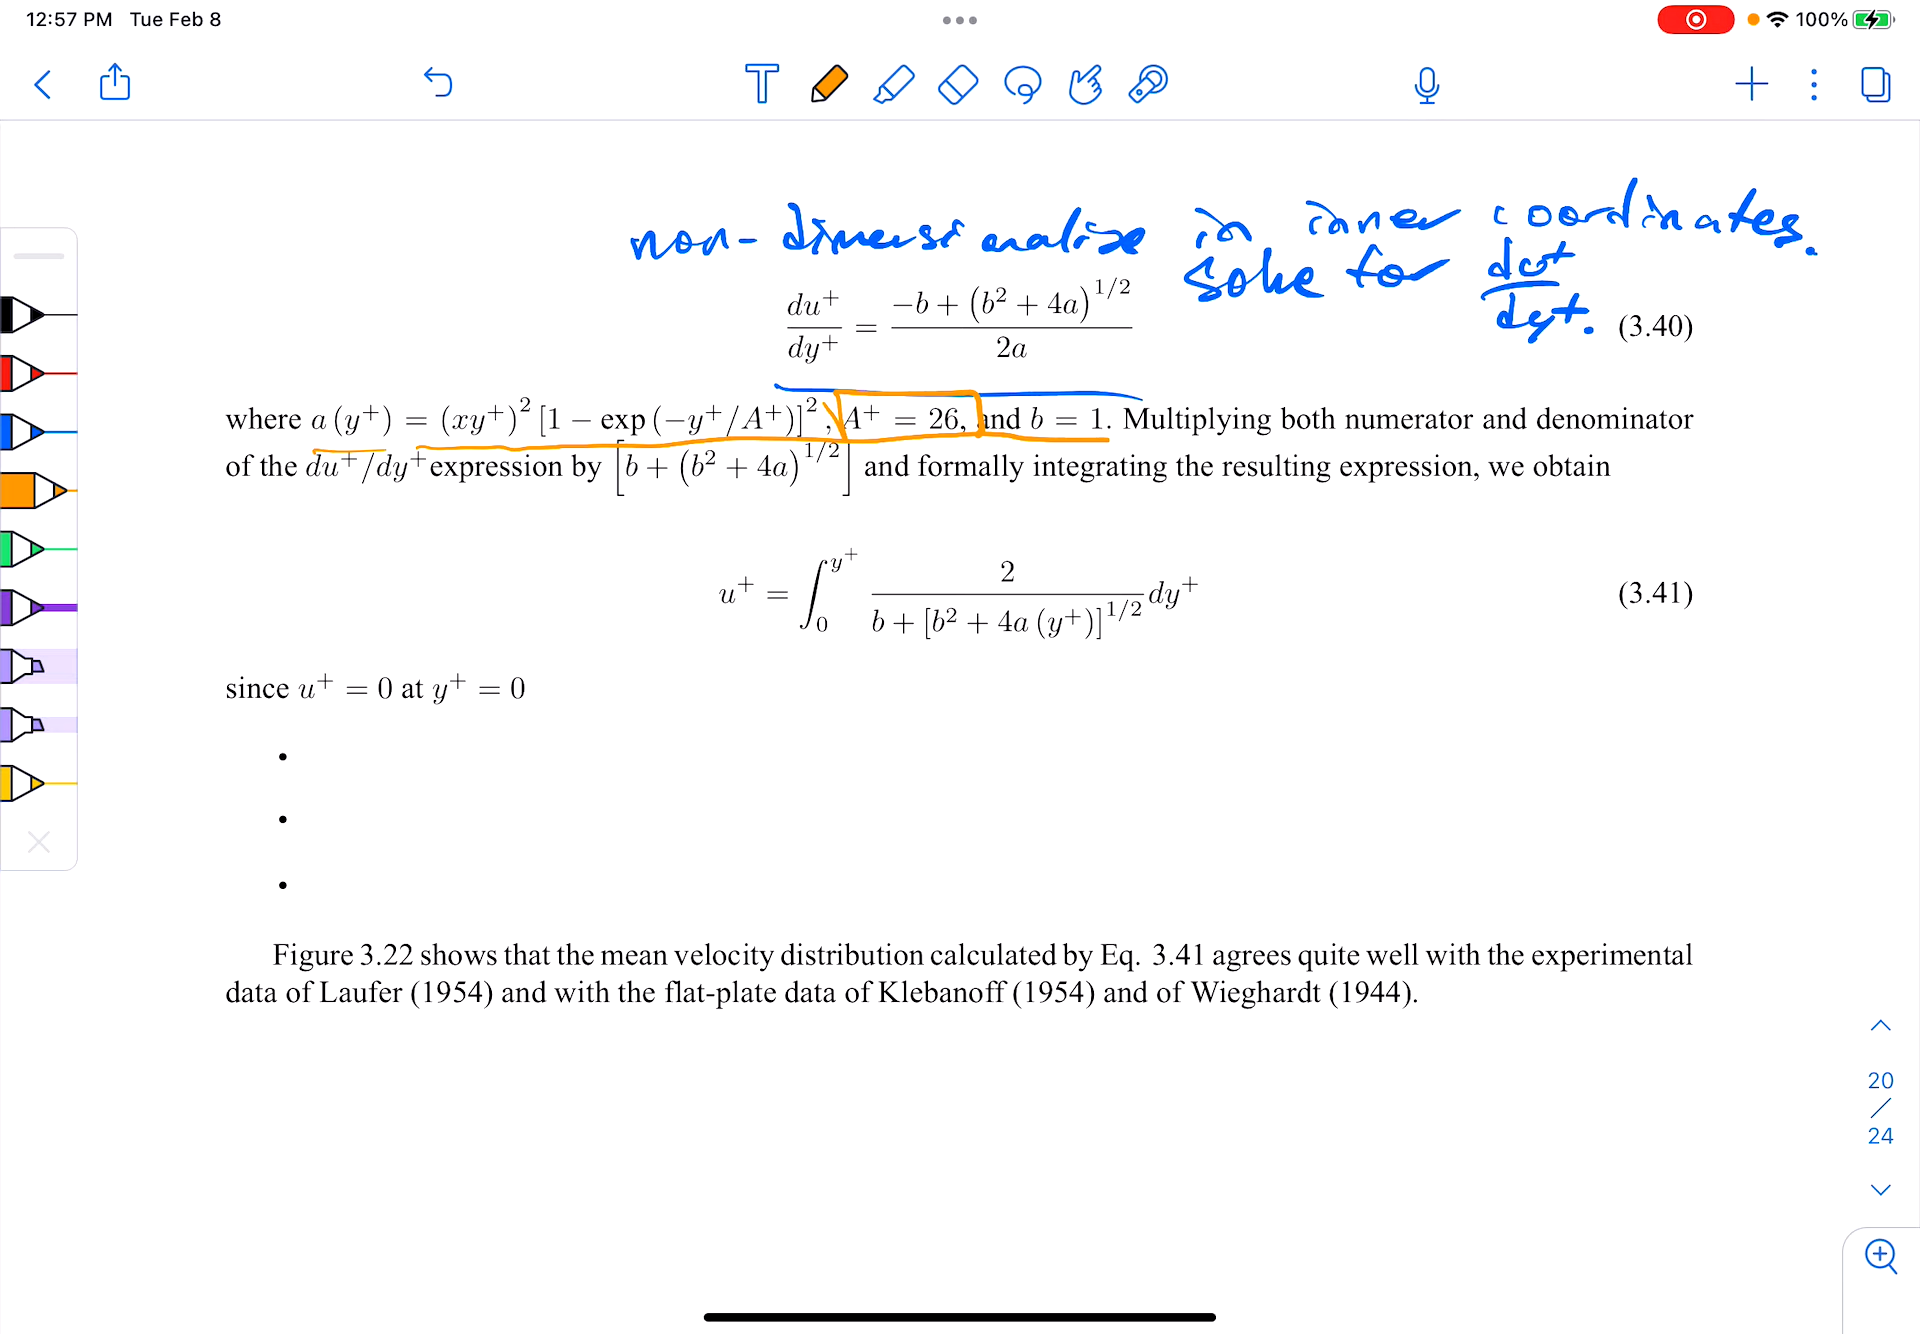 12:57 PM Tue Feb 8
100%
non-dimensionalize in inner coordinates.
solve for du+/dy+.
du⁺/dy⁺ = (−b + (b² + 4a)^{1/2}) / 2a (3.40)
where a (y⁺) = (xy⁺)² [1 − exp (−y⁺/A⁺)]², A⁺ = 26, and b = 1. Multiplying both numerator and denominator
of the du⁺/dy⁺ expression by [b + (b² + 4a)^{1/2}] and formally integrating the resulting expression, we obtain
u⁺ = ∫₀^{y⁺} 2 / (b + [b² + 4a (y⁺)]^{1/2}) dy⁺ (3.41)
since u⁺ = 0 at y⁺ = 0
•
•
•
Figure 3.22 shows that the mean velocity distribution calculated by Eq. 3.41 agrees quite well with the experimental
data of Laufer (1954) and with the flat-plate data of Klebanoff (1954) and of Wieghardt (1944).
20
/
24